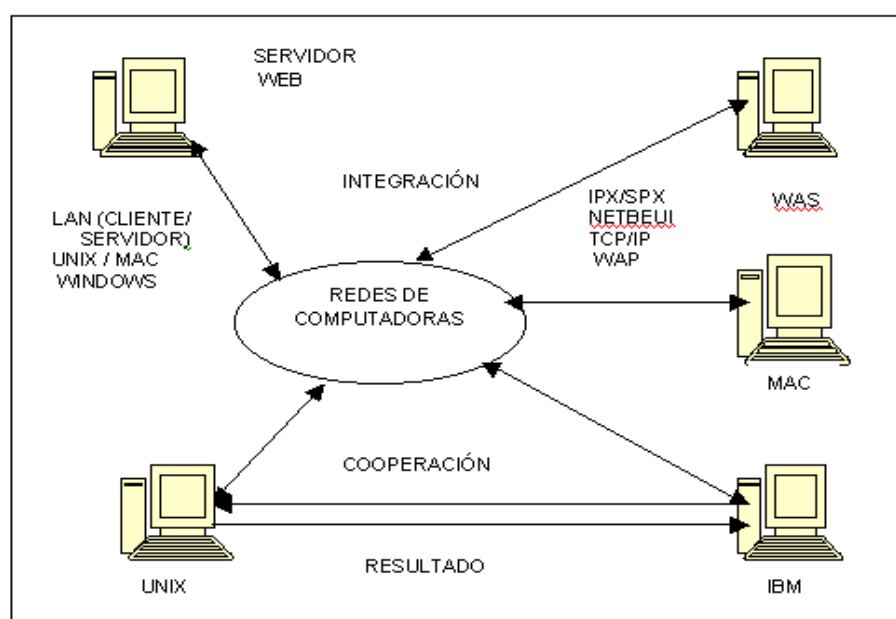 SERVIDOR
WEB
INTEGRACIÓN
LAN (CLIENTE/
SERVIDOR)
UNIX / MAC
WINDOWS
IPX/SPX
NETBEUI
TCP/IP
WAP
WAS
REDES DE
COMPUTADORAS
MAC
COOPERACIÓN
RESULTADO
UNIX
IBM